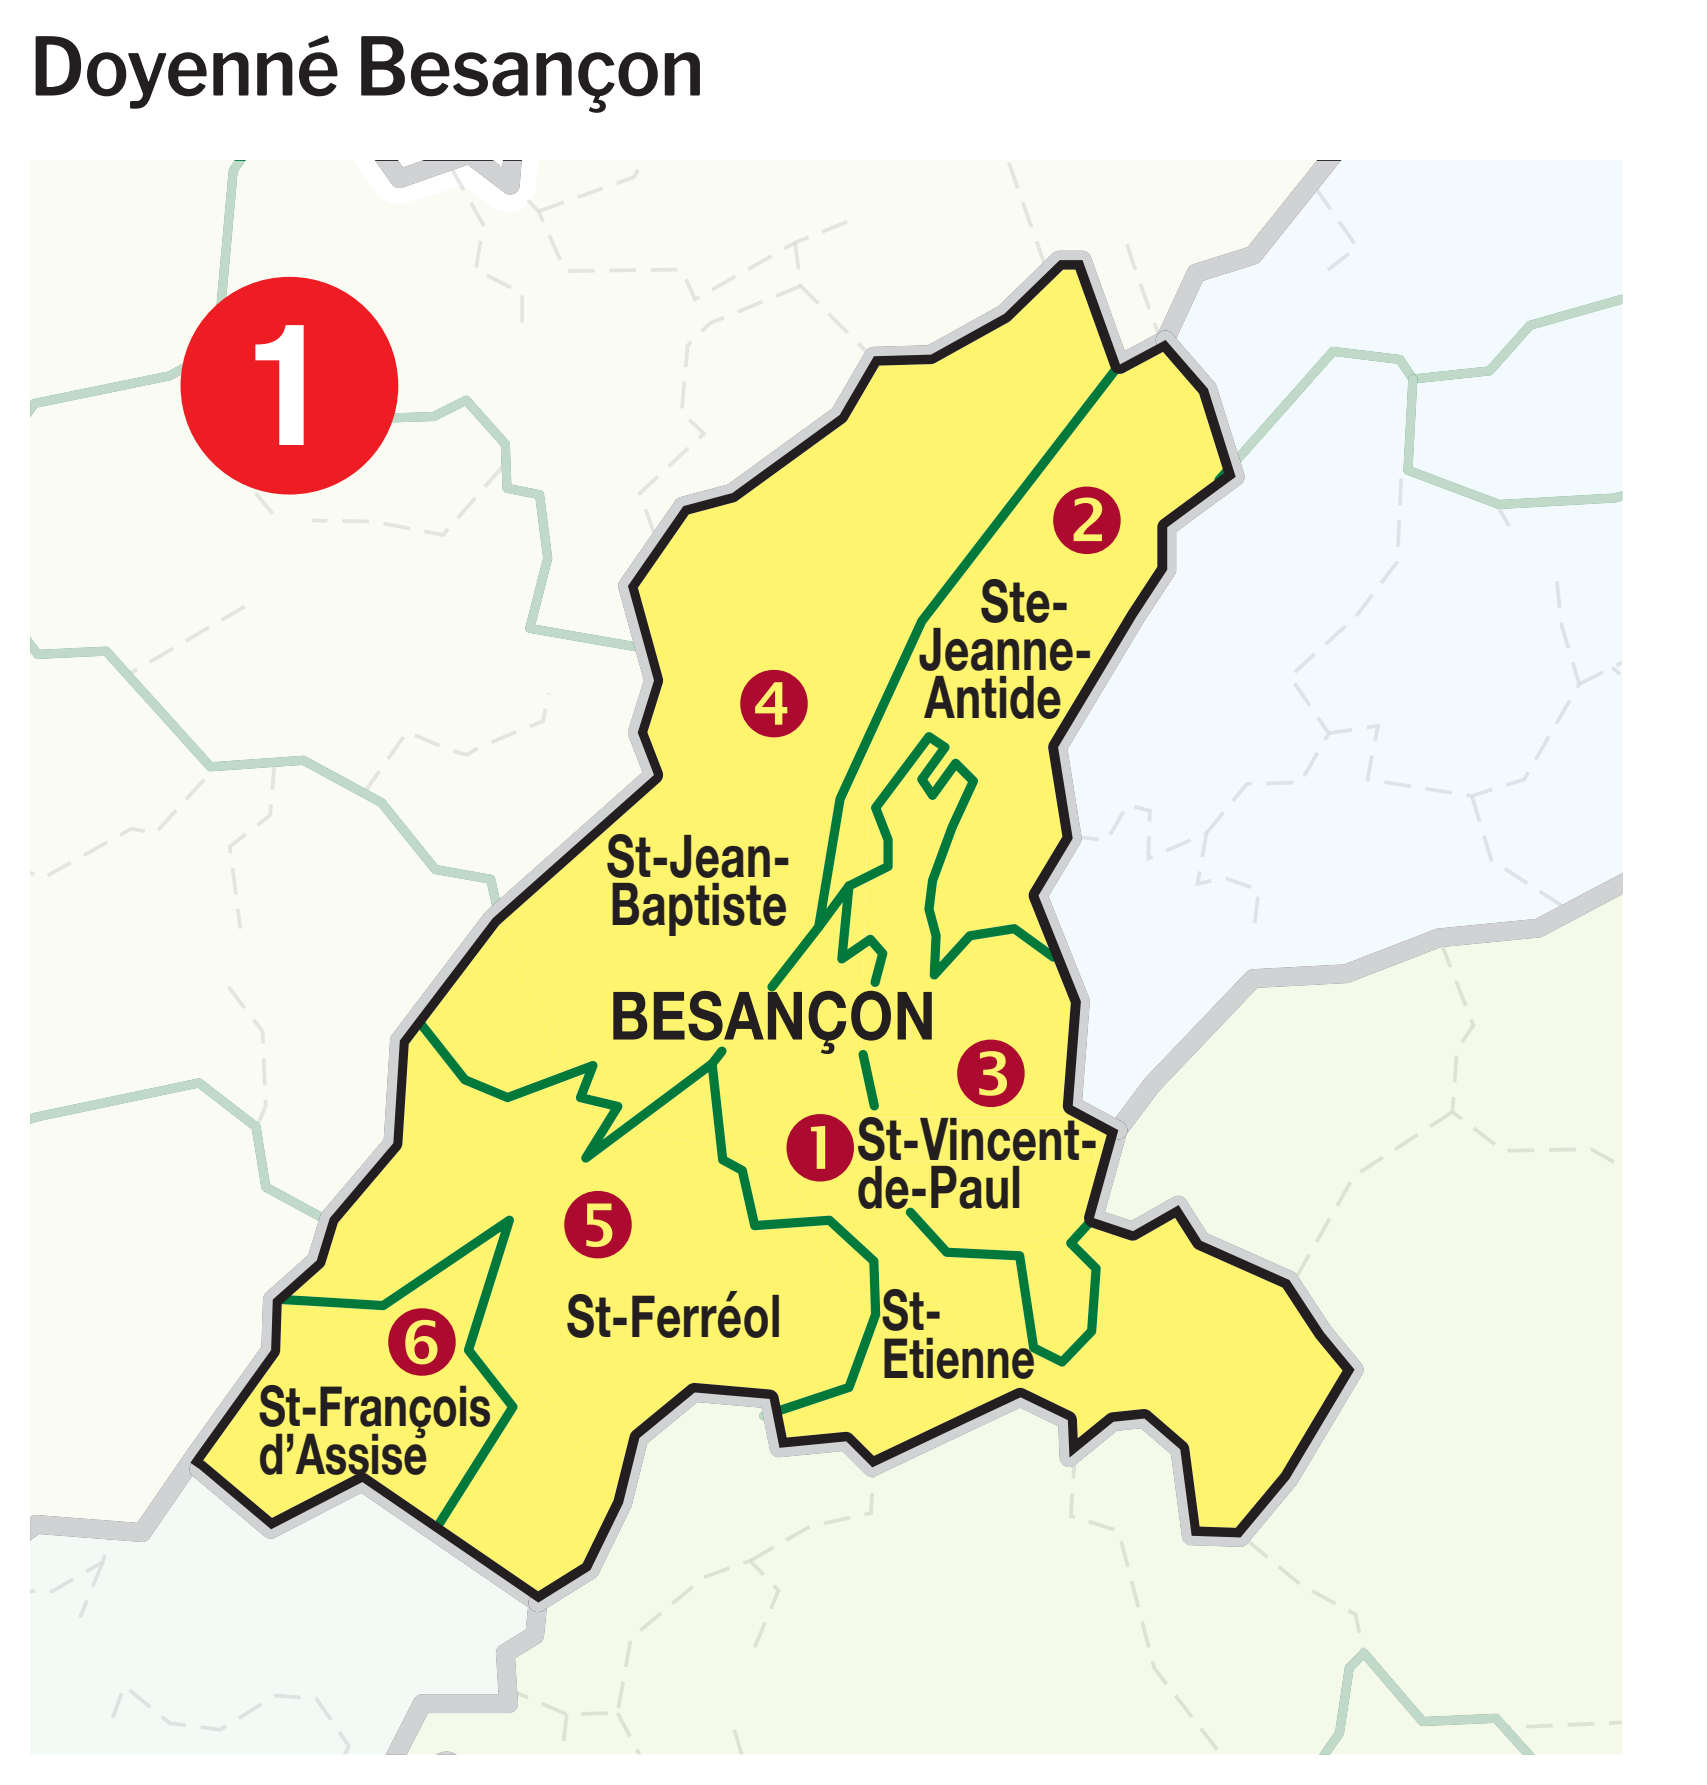 Doyenné Besançon
1
2
Ste-
Jeanne-
Antide
4
St-Jean-
Baptiste
BESANÇON
3
1
St-Vincent-
de-Paul
5
St-Ferréol
St-
Etienne
6
St-François
d’Assise